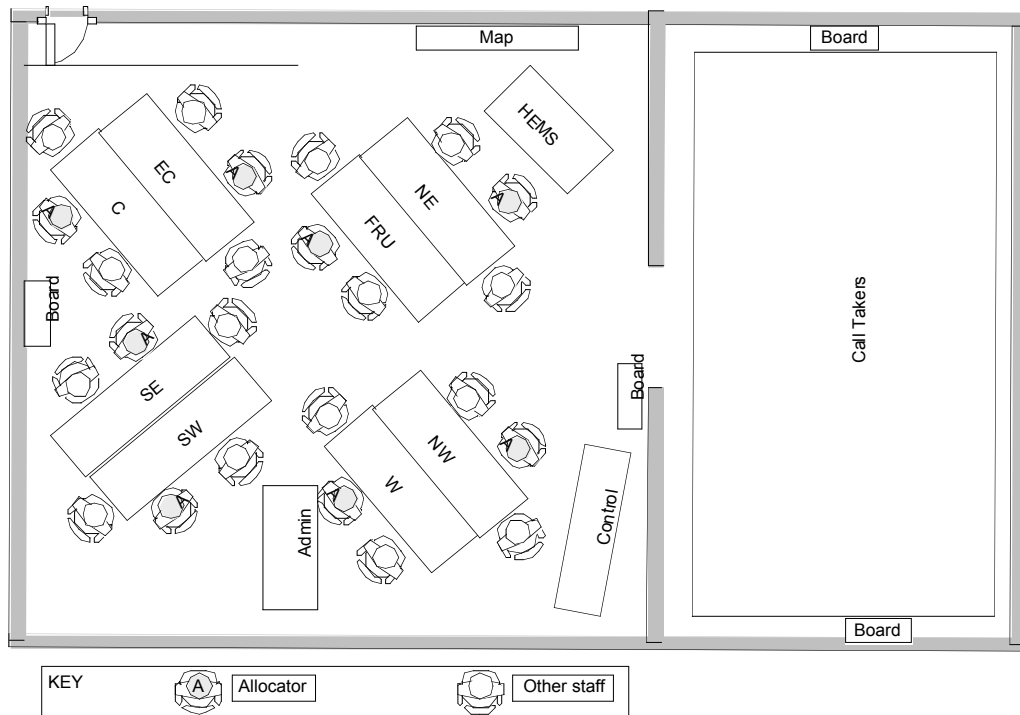 Map
Board
HEMS
EC
C
A
A
NE
FRU
A
A
Board
Call Takers
SE
SW
A
A
Board
NW
W
A
A
Admin
Control
Board
KEY
A
Allocator
Other staff